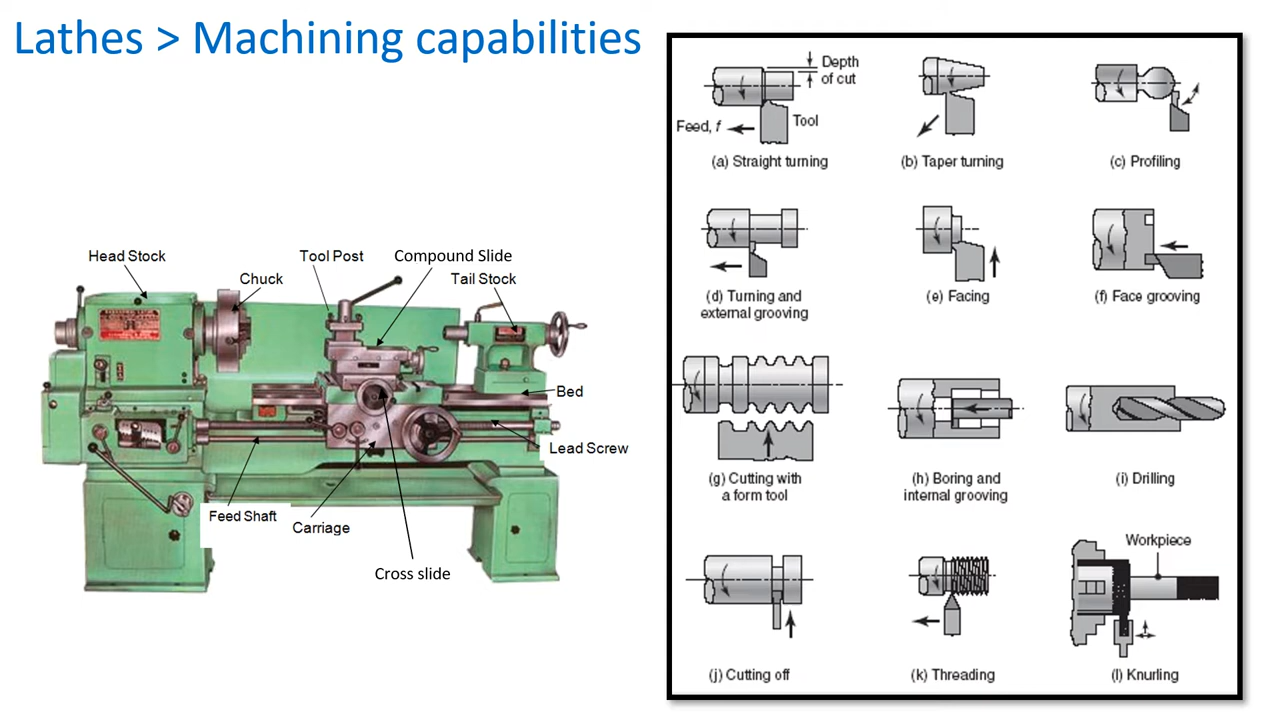 Lathes > Machining capabilities
Head Stock
Chuck
Tool Post
Compound Slide
Tail Stock
Bed
Lead Screw
Feed Shaft
Carriage
Cross slide
Depth
of cut
Feed, f
Tool
(a) Straight turning
(b) Taper turning
(c) Profiling
(d) Turning and
external grooving
(e) Facing
(f) Face grooving
(g) Cutting with
a form tool
(h) Boring and
internal grooving
(i) Drilling
Workpiece
(j) Cutting off
(k) Threading
(l) Knurling